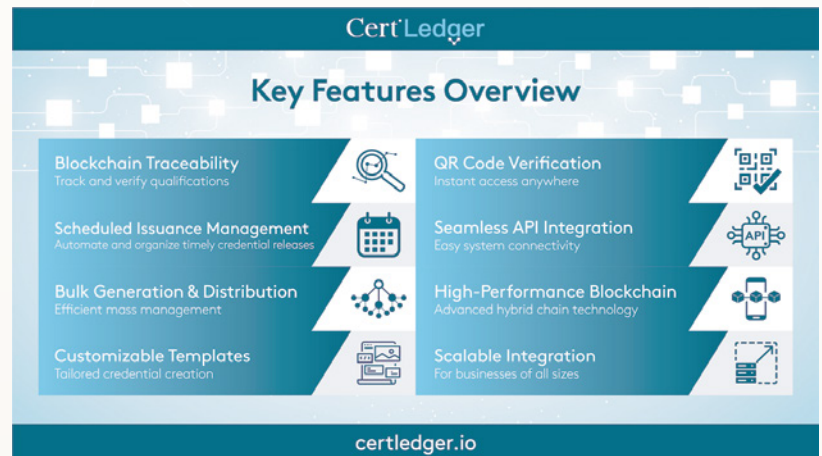 Cert Ledger
Key Features Overview
Blockchain Traceability
Track and verify qualifications
Scheduled Issuance Management
Automate and organize timely credential releases
Bulk Generation & Distribution
Efficient mass management
Customizable Templates
Tailored credential creation
QR Code Verification
Instant access anywhere
Seamless API Integration
Easy system connectivity
API
High-Performance Blockchain
Advanced hybrid chain technology
Scalable Integration
For businesses of all sizes
certledger.io